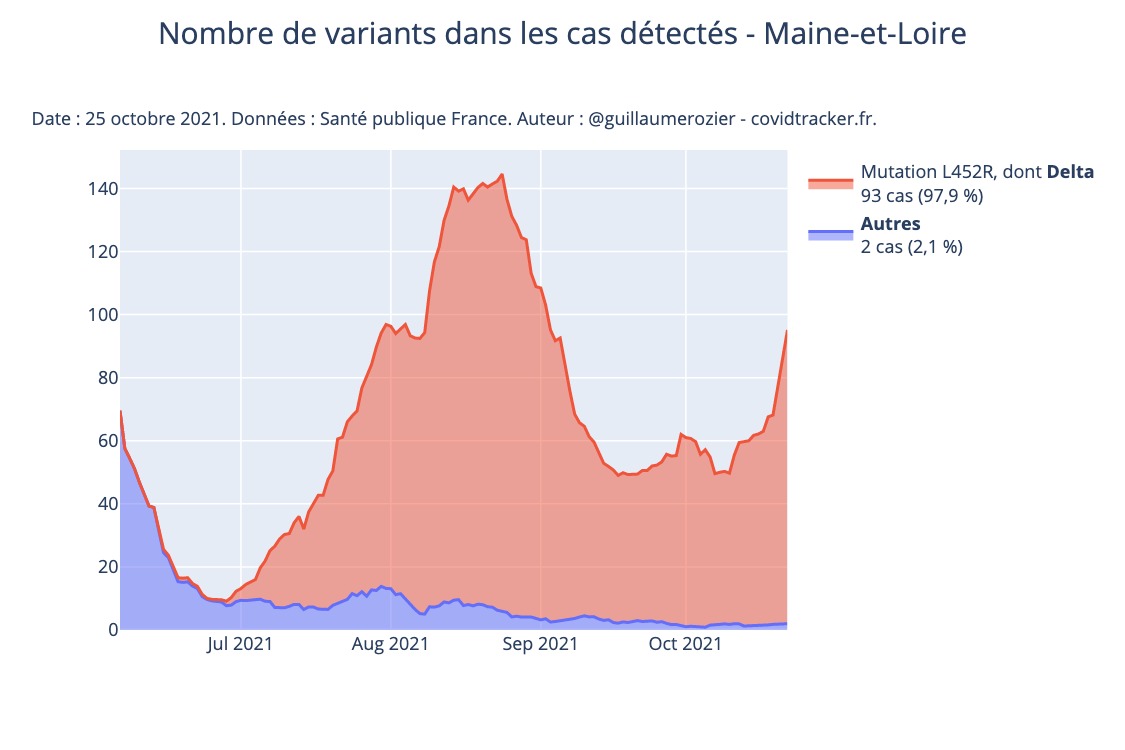 Nombre de variants dans les cas détectés - Maine-et-Loire
Date : 25 octobre 2021. Données : Santé publique France. Auteur : @guillaumerozier - covidtracker.fr.
Mutation L452R, dont Delta
93 cas (97,9 %)
Autres
2 cas (2,1 %)
140
120
100
80
60
40
20
0
Jul 2021
Aug 2021
Sep 2021
Oct 2021